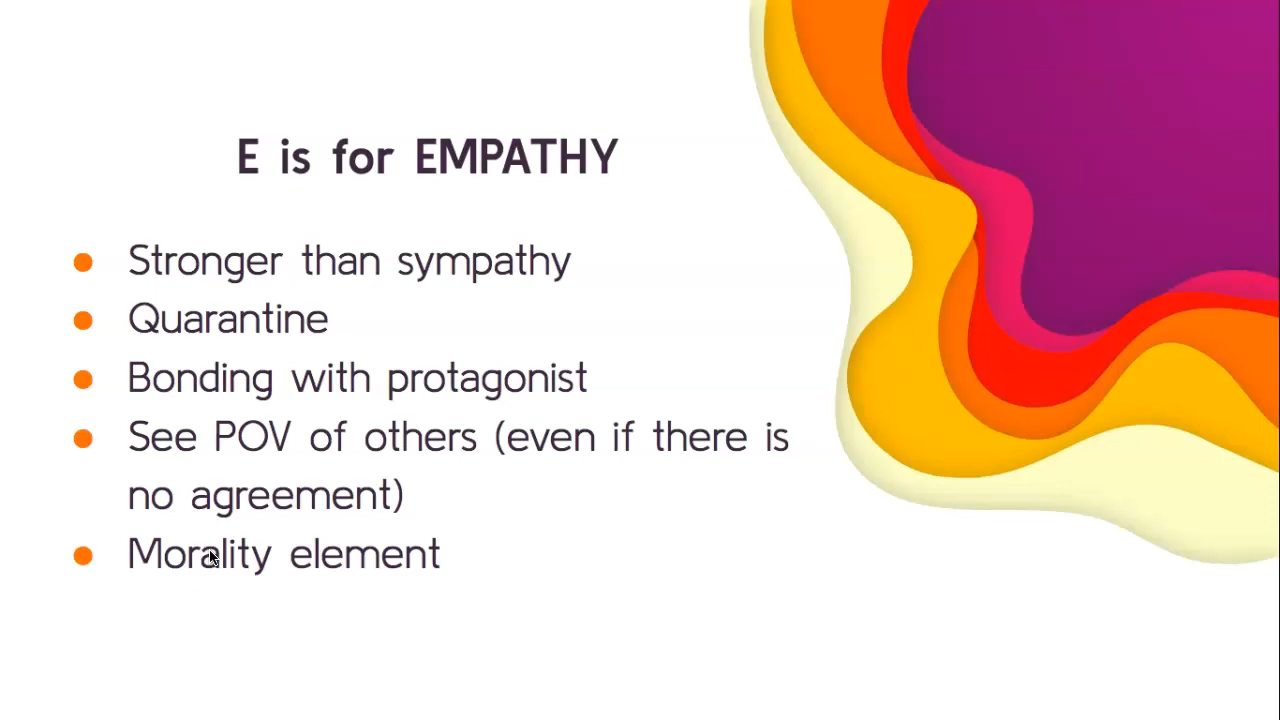 E is for EMPATHY
Stronger than sympathy
Quarantine
Bonding with protagonist
See POV of others (even if there is
no agreement)
Morality element